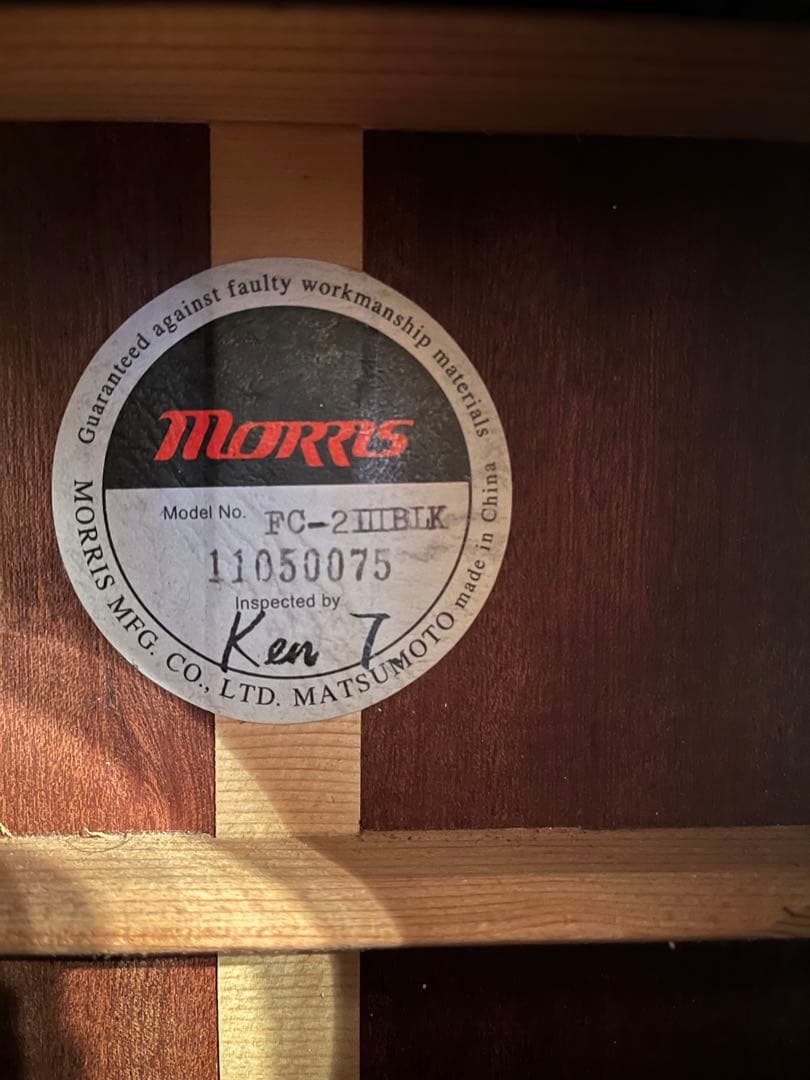 Guaranteed against faulty workmanship materials
MORRIS
Model No. FC-2IIIBLK
11050075
Inspected by
Ken T
MORRIS MFG. CO., LTD. MATSUMOTO made in China